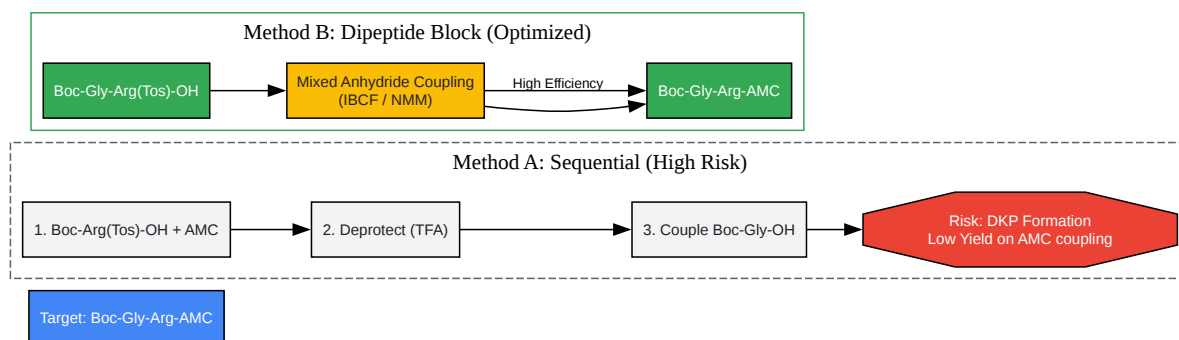 Method B: Dipeptide Block (Optimized)
Boc-Gly-Arg(Tos)-OH
Mixed Anhydride Coupling
(IBCF / NMM)
High Efficiency
Boc-Gly-Arg-AMC
Method A: Sequential (High Risk)
1. Boc-Arg(Tos)-OH + AMC
2. Deprotect (TFA)
3. Couple Boc-Gly-OH
Risk: DKP Formation
Low Yield on AMC coupling
Target: Boc-Gly-Arg-AMC